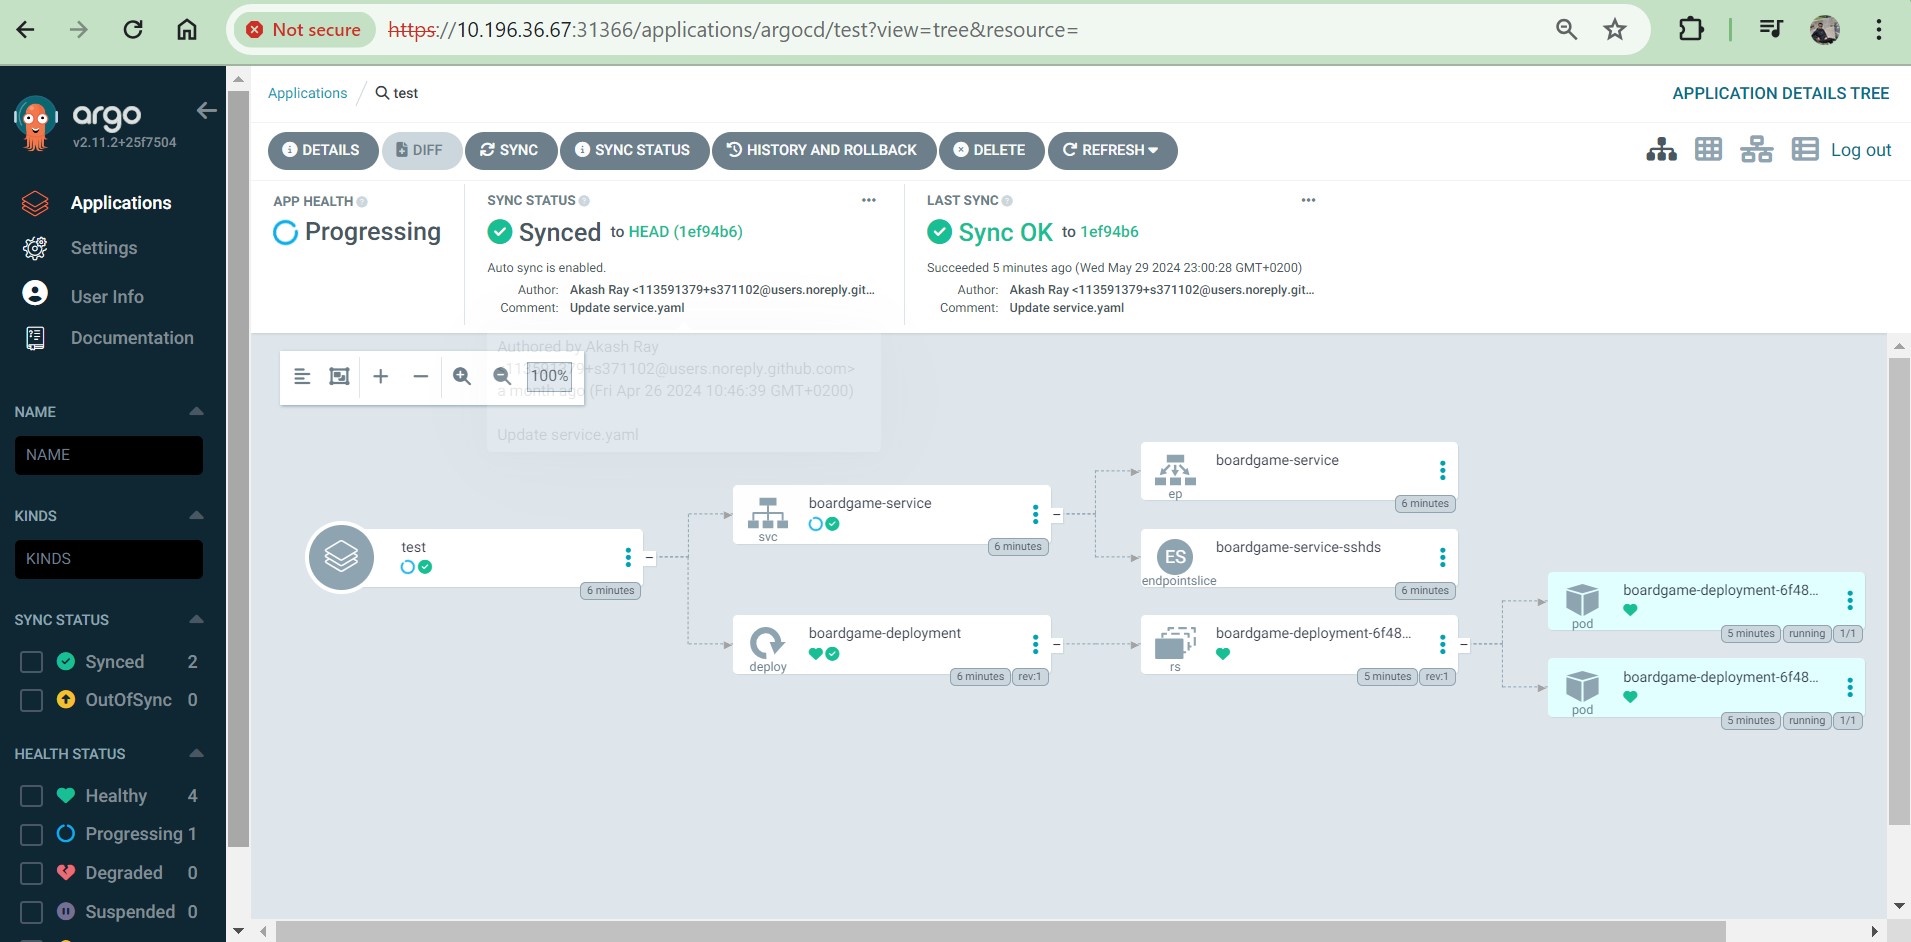 Not secure https://10.196.36.67:31366/applications/argocd/test?view=tree&resource=
argo
v2.11.2+25f7504
Applications
Settings
User Info
Documentation
NAME
NAME
KINDS
KINDS
SYNC STATUS
Synced 2
OutOfSync 0
HEALTH STATUS
Healthy 4
Progressing 1
Degraded 0
Suspended 0
Applications / test
APPLICATION DETAILS TREE
DETAILS DIFF SYNC SYNC STATUS HISTORY AND ROLLBACK DELETE REFRESH
Log out
APP HEALTH
Progressing
SYNC STATUS
Synced to HEAD (1ef94b6)
Auto sync is enabled.
Author: Akash Ray <113591379+s371102@users.noreply.git...
Comment: Update service.yaml
LAST SYNC
Sync OK to 1ef94b6
Succeeded 5 minutes ago (Wed May 29 2024 23:00:28 GMT+0200)
Author: Akash Ray <113591379+s371102@users.noreply.git...
Comment: Update service.yaml
Authored by Akash Ray
<113591379+s371102@users.noreply.github.com>
a month ago (Fri Apr 26 2024 10:46:39 GMT+0200)
Update service.yaml
100%
test
6 minutes
boardgame-service
svc
6 minutes
boardgame-deployment
deploy
6 minutes rev:1
boardgame-service
ep
6 minutes
ES
boardgame-service-sshds
endpointslice
6 minutes
boardgame-deployment-6f48...
rs
5 minutes rev:1
boardgame-deployment-6f48...
pod
5 minutes running 1/1
boardgame-deployment-6f48...
pod
5 minutes running 1/1